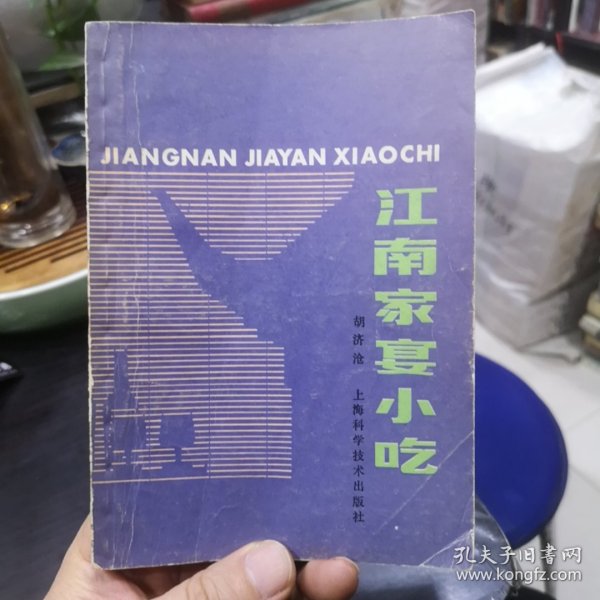 JIANGNAN JIAYAN XIAOCHI
江南家宴小吃
胡济沧 上海科学技术出版社
孔夫子旧书网
www.kongfz.com